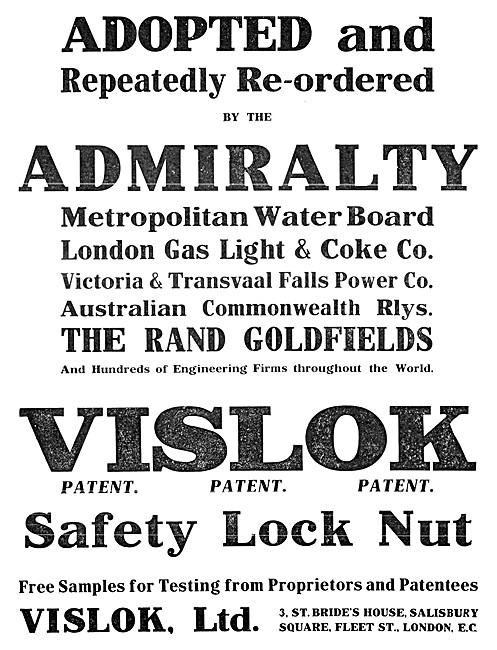 ADOPTED and
Repeatedly Re-ordered
BY THE
ADMIRALTY
Metropolitan Water Board
London Gas Light & Coke Co.
Victoria & Transvaal Falls Power Co.
Australian Commonwealth Rlys.
THE RAND GOLDFIELDS
And Hundreds of Engineering Firms throughout the World.
VISLOK
PATENT. PATENT. PATENT.
Safety Lock Nut
Free Samples for Testing from Proprietors and Patentees
VISLOK, Ltd. 3, ST. BRIDE'S HOUSE, SALISBURY
SQUARE, FLEET ST., LONDON, E.C.